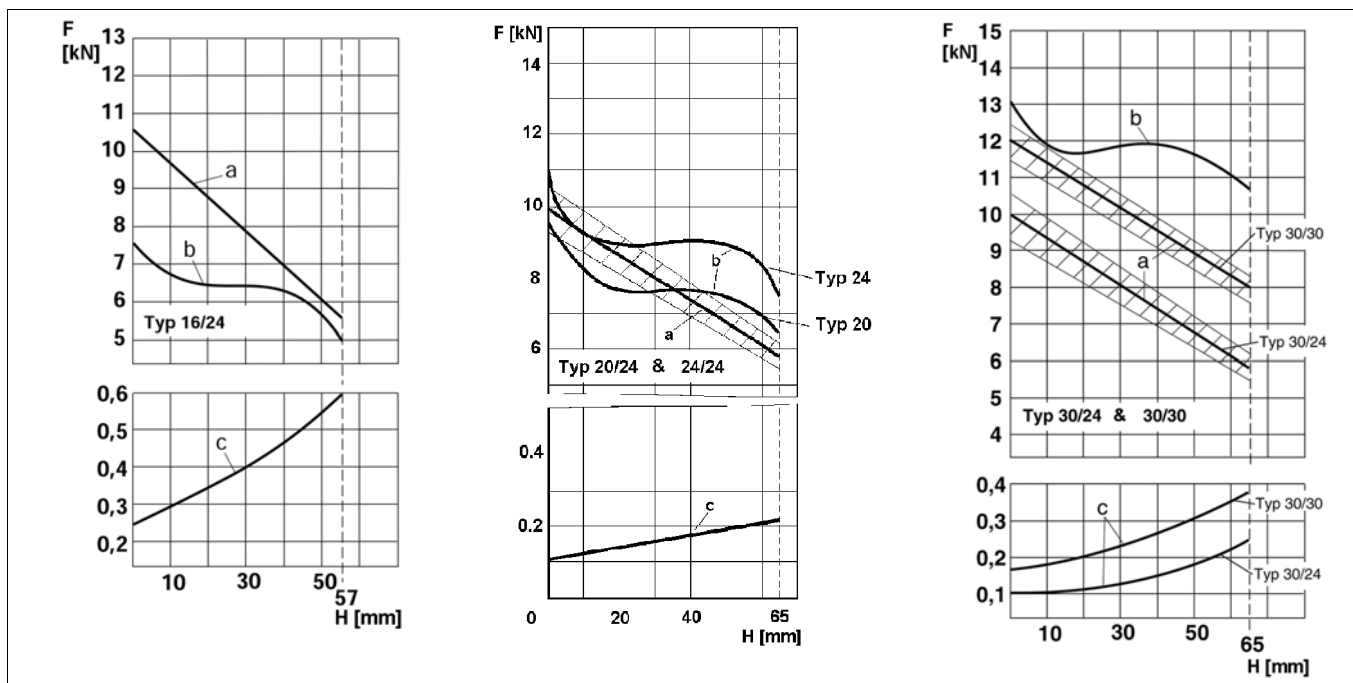 F
[kN]
13
12
11
10
9
8
7
6
5
a
b
Typ 16/24
0,6
0,5
0,4
0,3
0,2
c
10 30 50
57
H [mm]
F [kN]
14
12
10
8
6
b
a
Typ 24
Typ 20
Typ 20/24 & 24/24
0.4
0.2
c
0 20 40 65
H [mm]
F
[kN]
15
14
13
12
11
10
9
8
7
6
5
4
b
a
Typ 30/30
Typ 30/24
Typ 30/24 & 30/30
0,4
0,3
0,2
0,1
c
Typ 30/30
Typ 30/24
10 30 50
65
H [mm]